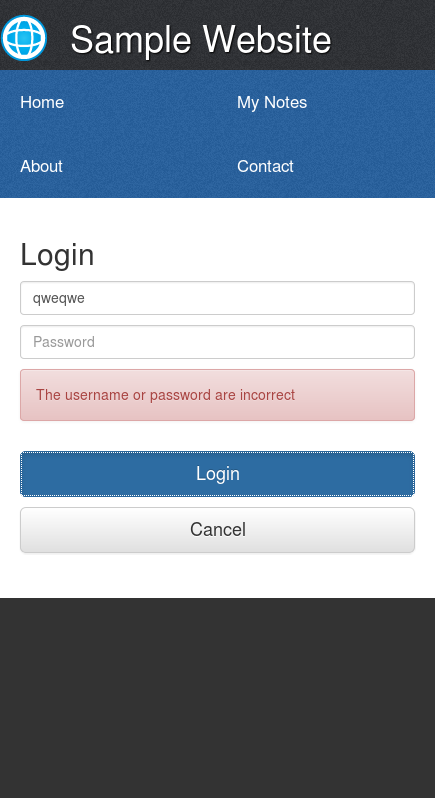 Sample Website
Home
My Notes
About
Contact
Login
qweqwe
Password
The username or password are incorrect
Login
Cancel